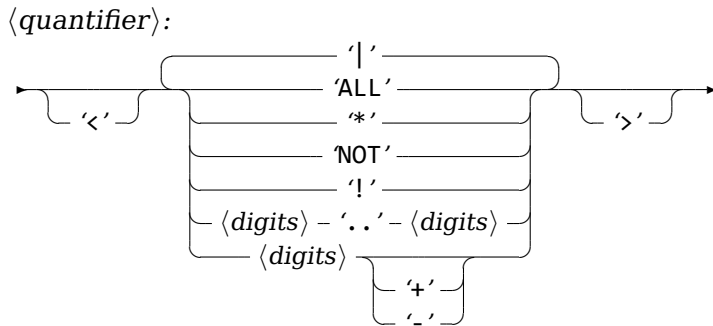 ⟨quantifier⟩:
‘|’
‘ALL’
‘<’ ‘*’ ‘>’
‘NOT’
‘!’
⟨digits⟩ ‘..’ ⟨digits⟩
⟨digits⟩
‘+’
‘-’